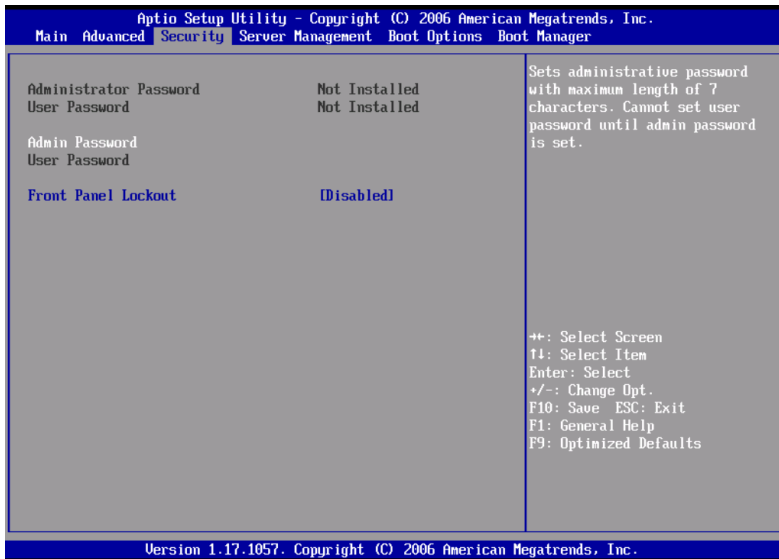 Aptio Setup Utility - Copyright (C) 2006 American Megatrends, Inc.
Main Advanced Security Server Management Boot Options Boot Manager
Administrator Password Not Installed
User Password Not Installed
Admin Password
User Password
Front Panel Lockout [Disabled]
Sets administrative password
with maximum length of 7
characters. Cannot set user
password until admin password
is set.
→←: Select Screen
↑↓: Select Item
Enter: Select
+/-: Change Opt.
F10: Save ESC: Exit
F1: General Help
F9: Optimized Defaults
Version 1.17.1057. Copyright (C) 2006 American Megatrends, Inc.